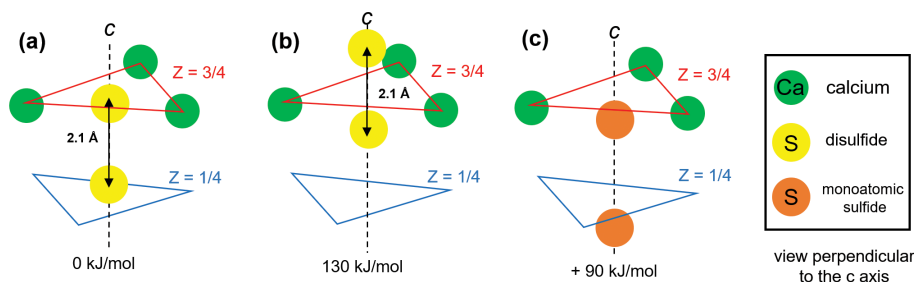 (a)
c
Z = 3/4
2.1 Å
Z = 1/4
0 kJ/mol
(b)
c
Z = 3/4
2.1 Å
Z = 1/4
130 kJ/mol
(c)
c
Z = 3/4
Z = 1/4
+ 90 kJ/mol
Ca calcium
S disulfide
S monoatomic
sulfide
view perpendicular
to the c axis